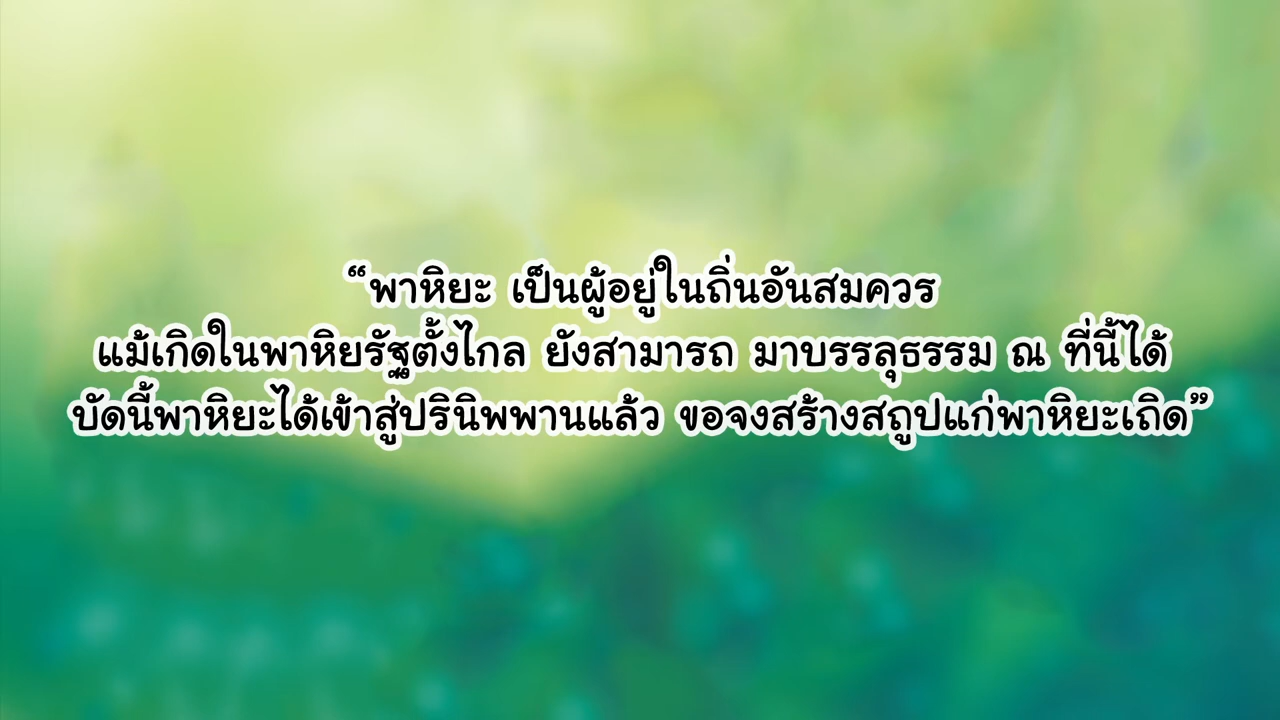 “พาหิยะ เป็นผู้อยู่ในถิ่นอันสมควร
แม้เกิดในพาหิยรัฐตั้งไกล ยังสามารถ มาบรรลุธรรม ณ ที่นี้ได้
บัดนี้พาหิยะได้เข้าสู่ปรินิพพานแล้ว ขอจงสร้างสถูปแก่พาหิยะเถิด”